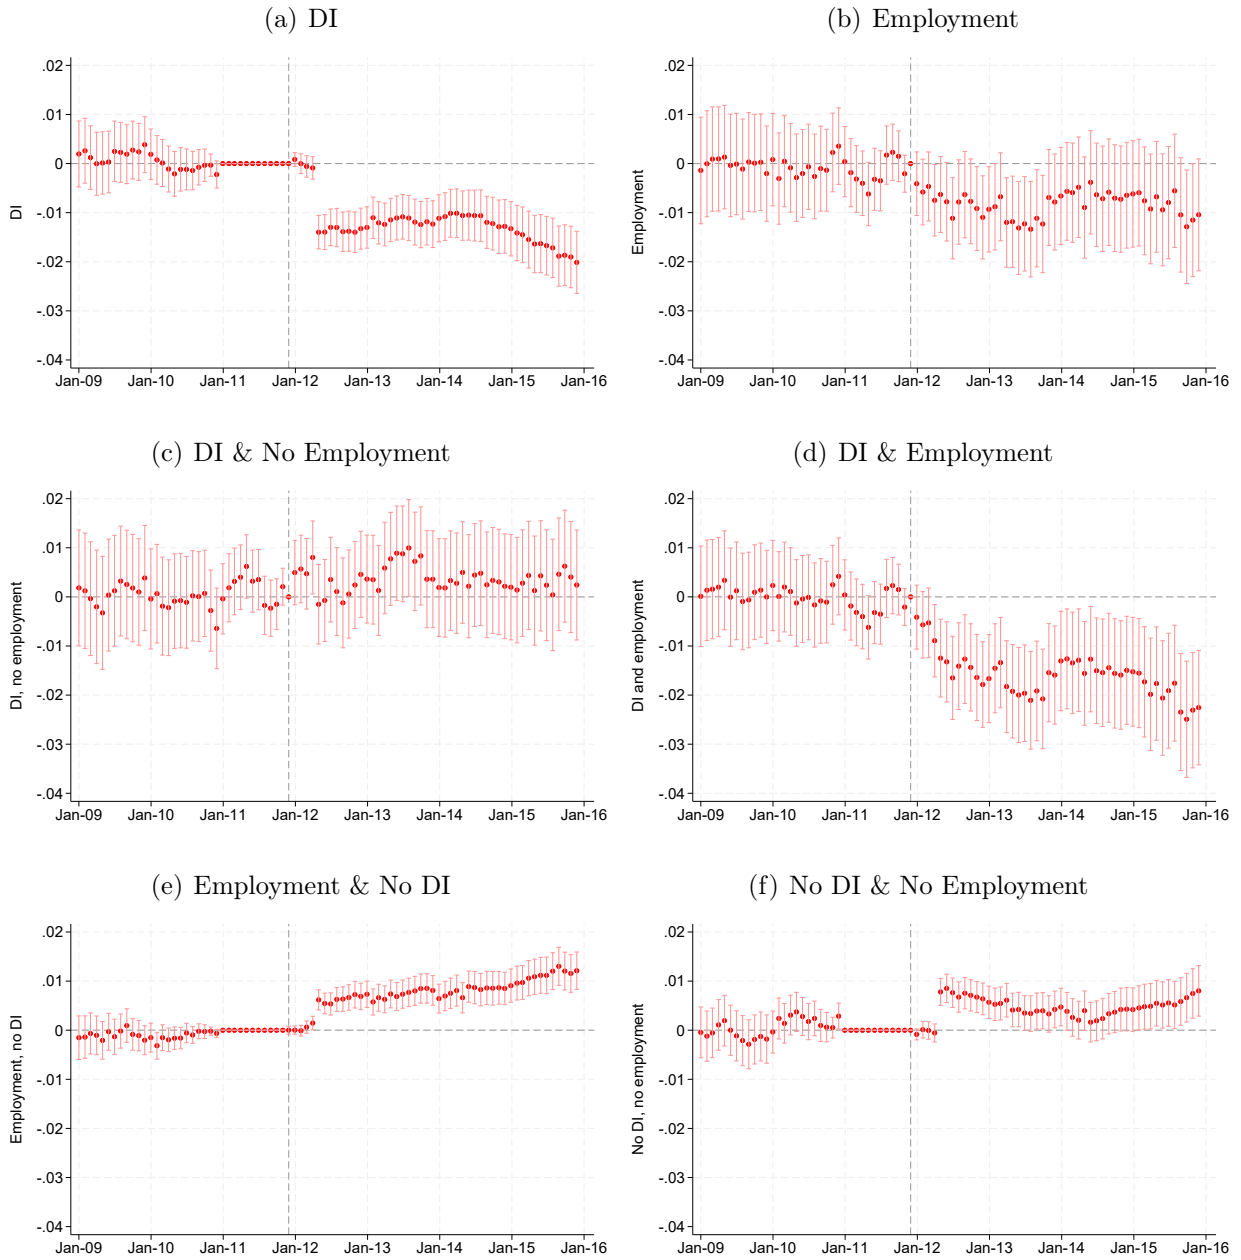 (a) DI
.02
.01
0
-.01
-.02
-.03
-.04
DI
Jan-09 Jan-10 Jan-11 Jan-12 Jan-13 Jan-14 Jan-15 Jan-16
(b) Employment
.02
.01
0
-.01
-.02
-.03
-.04
Employment
Jan-09 Jan-10 Jan-11 Jan-12 Jan-13 Jan-14 Jan-15 Jan-16
(c) DI & No Employment
.02
.01
0
-.01
-.02
-.03
-.04
DI, no employment
Jan-09 Jan-10 Jan-11 Jan-12 Jan-13 Jan-14 Jan-15 Jan-16
(d) DI & Employment
.02
.01
0
-.01
-.02
-.03
-.04
DI and employment
Jan-09 Jan-10 Jan-11 Jan-12 Jan-13 Jan-14 Jan-15 Jan-16
(e) Employment & No DI
.02
.01
0
-.01
-.02
-.03
-.04
Employment, no DI
Jan-09 Jan-10 Jan-11 Jan-12 Jan-13 Jan-14 Jan-15 Jan-16
(f) No DI & No Employment
.02
.01
0
-.01
-.02
-.03
-.04
No DI, no employment
Jan-09 Jan-10 Jan-11 Jan-12 Jan-13 Jan-14 Jan-15 Jan-16